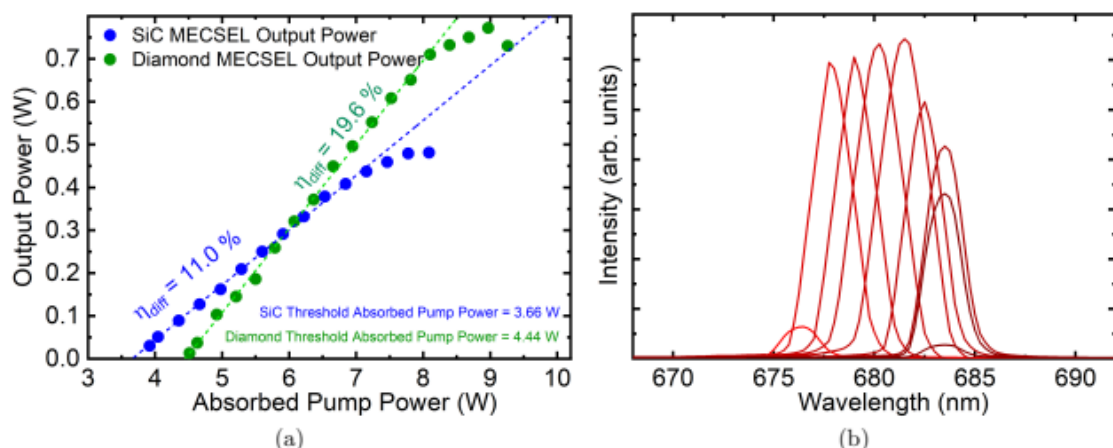 SiC MECSEL Output Power
Diamond MECSEL Output Power
η_diff = 19.6 %
η_diff = 11.0 %
SiC Threshold Absorbed Pump Power = 3.66 W
Diamond Threshold Absorbed Pump Power = 4.44 W
Output Power (W)
0.7
0.6
0.5
0.4
0.3
0.2
0.1
0.0
3 4 5 6 7 8 9 10
Absorbed Pump Power (W)
(a)
Intensity (arb. units)
670 675 680 685 690
Wavelength (nm)
(b)